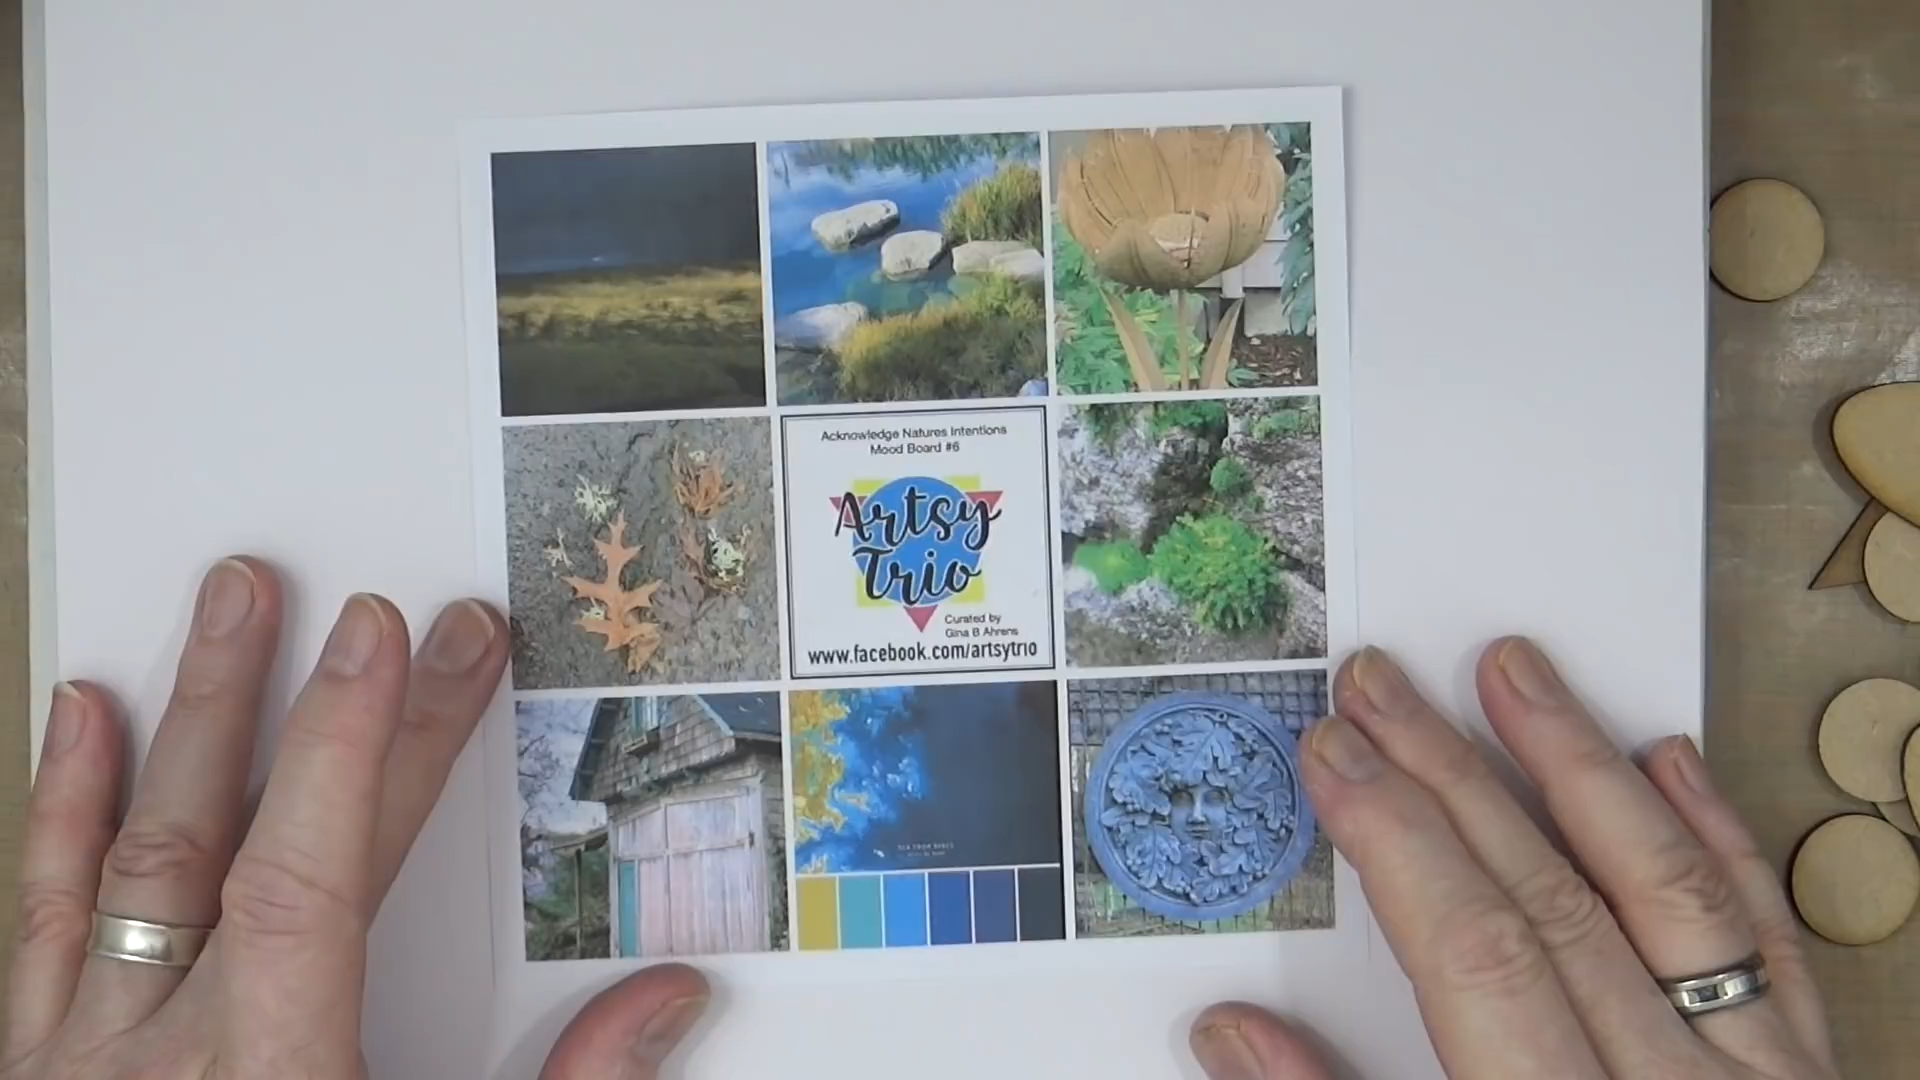 Acknowledge Natures Intentions
Mood Board #6
Artsy
Trio
Curated by
Gina B Ahrens
www.facebook.com/artsytrio